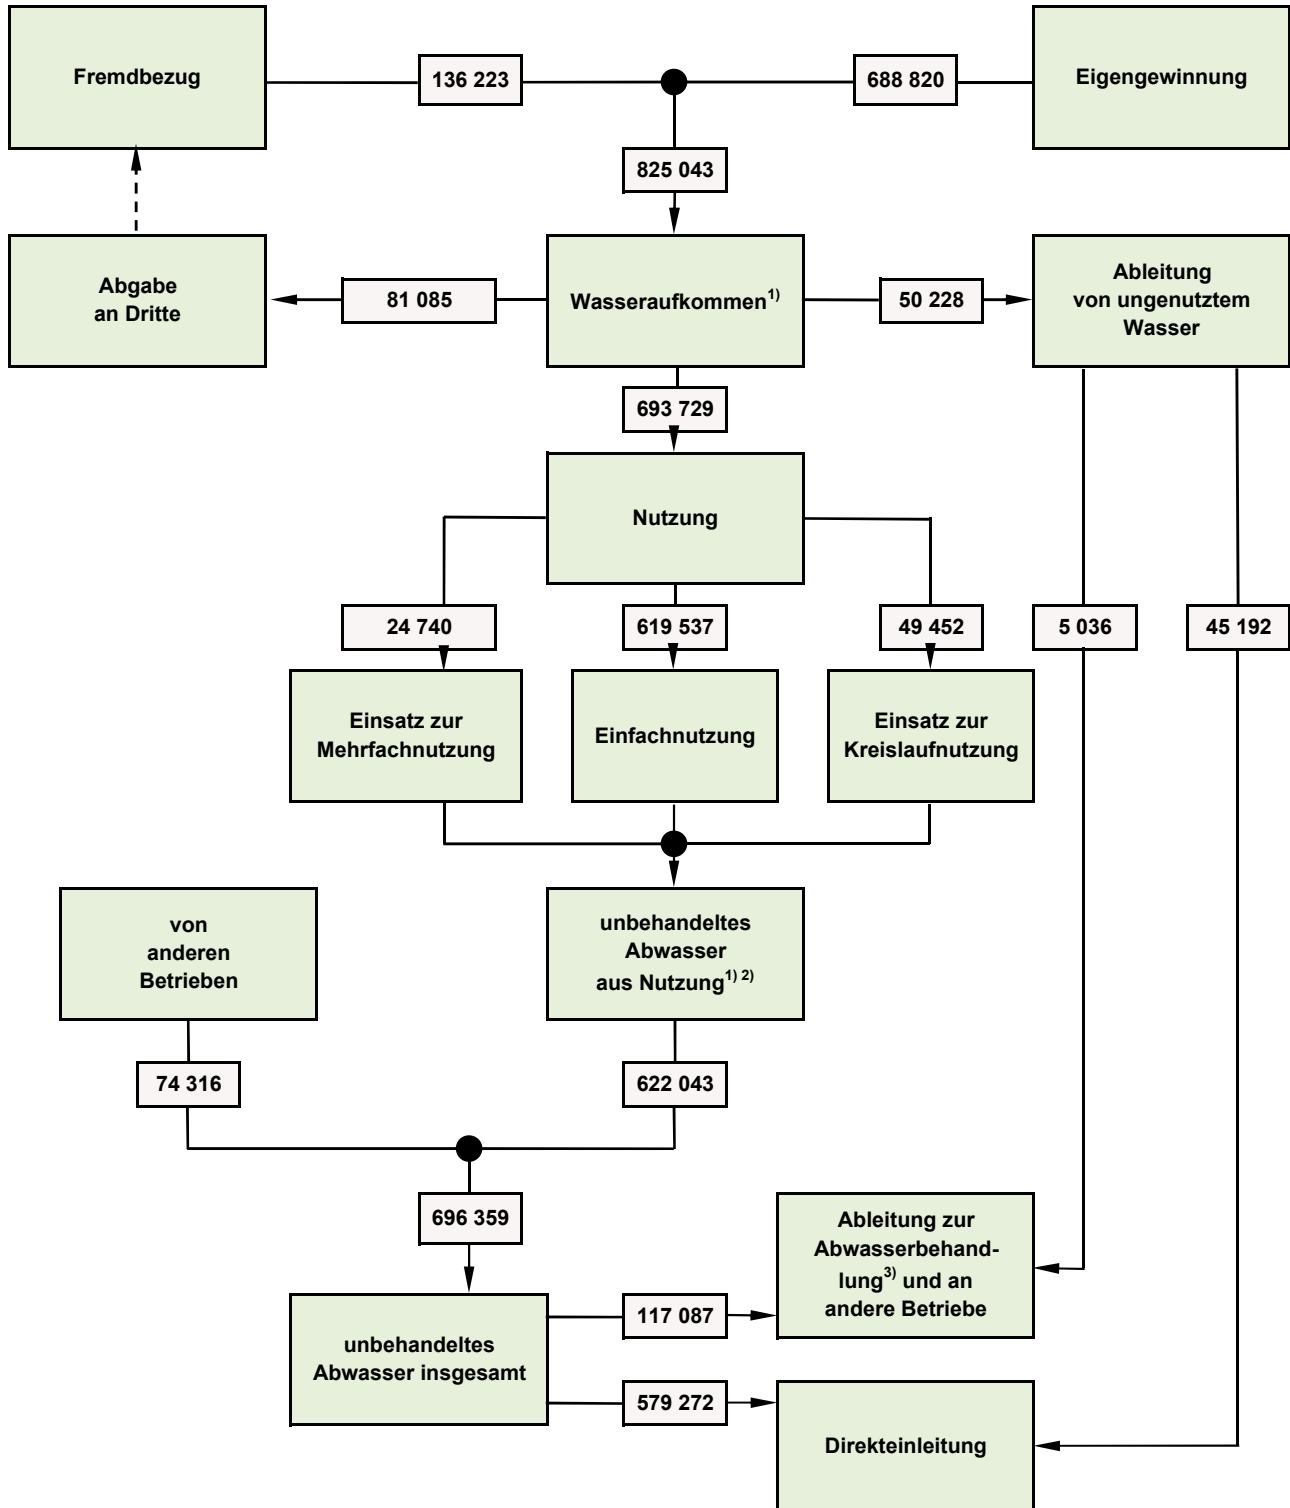 Fremdbezug
136 223
688 820
Eigengewinnung
825 043
Abgabe
an Dritte
81 085
Wasseraufkommen1)
50 228
Ableitung
von ungenutztem
Wasser
693 729
Nutzung
24 740
619 537
49 452
5 036
45 192
Einsatz zur
Mehrfachnutzung
Einfachnutzung
Einsatz zur
Kreislaufnutzung
von
anderen
Betrieben
unbehandeltes
Abwasser
aus Nutzung1) 2)
74 316
622 043
696 359
Ableitung zur
Abwasserbehand-
lung3) und an
andere Betriebe
117 087
unbehandeltes
Abwasser insgesamt
579 272
Direkteinleitung